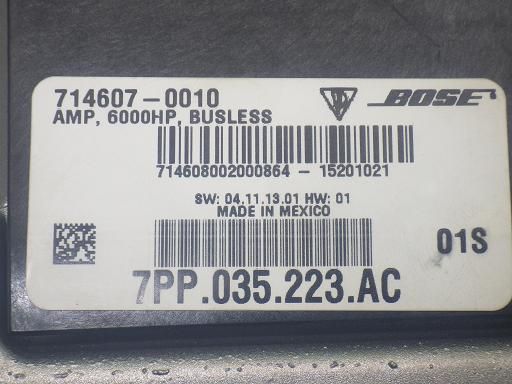 714607-0010
BOSE
AMP, 6000HP, BUSLESS
714608002000864 - 15201021
SW: 04.11.13.01 HW: 01
MADE IN MEXICO
01S
7PP.035.223.AC